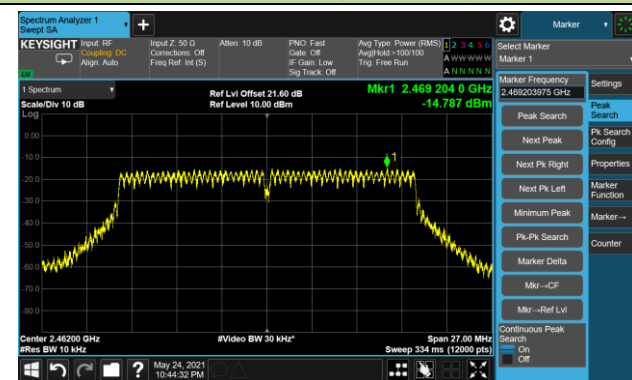 Spectrum Analyzer 1
Swept SA
+
Marker
KEYSIGHT
Input: RF
Coupling: DC
Align: Auto
Input Z: 50 Ω
Corrections: Off
Freq Ref: Int (S)
Atten: 10 dB
PNO: Fast
Gate: Off
IF Gain: Low
Sig Track: Off
Avg Type: Power (RMS)
Avg|Hold:>100/100
Trig: Free Run
1 2 3 4 5 6
A W W W W W
A N N N N N
Select Marker
Marker 1
1 Spectrum
Scale/Div 10 dB
Log
Ref Lvl Offset 21.60 dB
Ref Level 10.00 dBm
Mkr1 2.469 204 0 GHz
-14.787 dBm
0.00
-10.0
-20.0
-30.0
-40.0
-50.0
-60.0
-70.0
-80.0
1
Center 2.46200 GHz
#Res BW 10 kHz
#Video BW 30 kHz*
Span 27.00 MHz
Sweep 334 ms (12000 pts)
Marker Frequency
2.469203975 GHz
Peak Search
Next Peak
Next Pk Right
Next Pk Left
Minimum Peak
Pk-Pk Search
Marker Delta
Mkr→CF
Mkr→Ref Lvl
Continuous Peak
Search
On
Off
Settings
Peak
Search
Pk Search
Config
Properties
Marker
Function
Marker→
Counter
?
May 24, 2021
10:44:32 PM